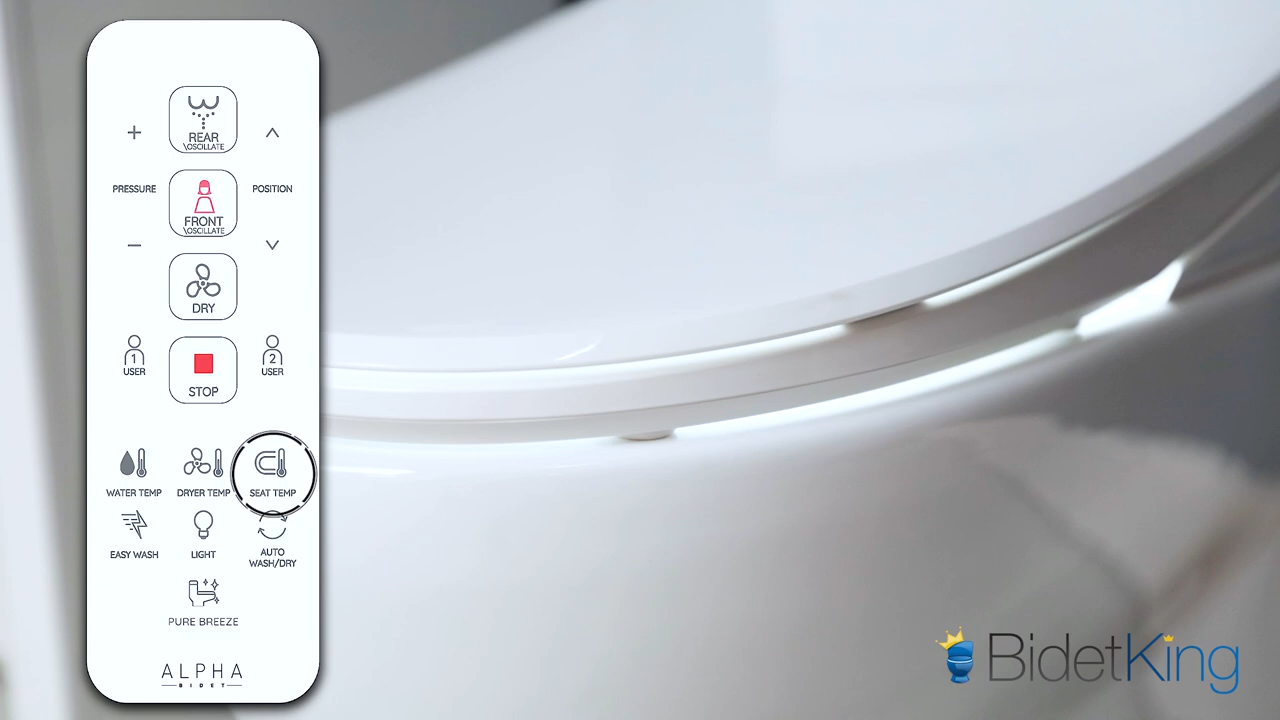 REAR
\OSCILLATE
+
PRESSURE
POSITION
FRONT
\OSCILLATE
−
DRY
1
USER
2
USER
STOP
WATER TEMP
DRYER TEMP
SEAT TEMP
EASY WASH
LIGHT
AUTO
WASH/DRY
PURE BREEZE
ALPHA
BIDET
BidetKing